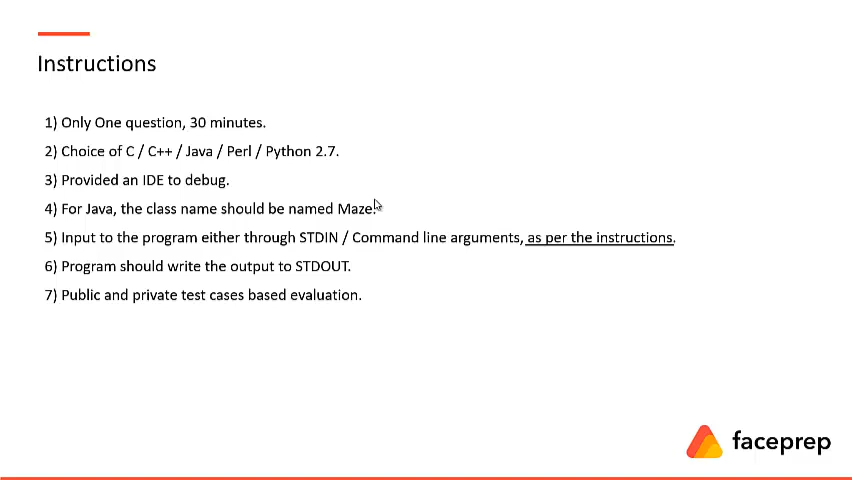 Instructions
1) Only One question, 30 minutes.
2) Choice of C / C++ / Java / Perl / Python 2.7.
3) Provided an IDE to debug.
4) For Java, the class name should be named Maze.
5) Input to the program either through STDIN / Command line arguments, as per the instructions.
6) Program should write the output to STDOUT.
7) Public and private test cases based evaluation.
faceprep